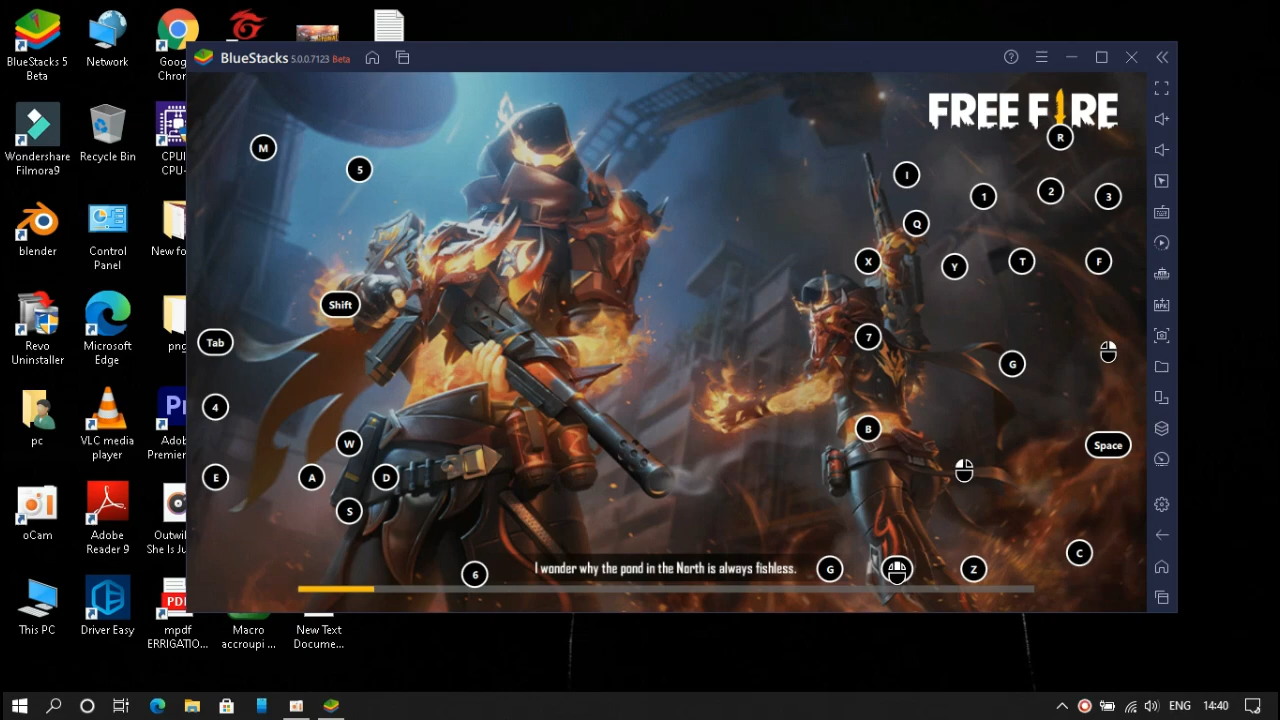 BlueStacks 5
Beta
Network
Goog
Chron
BlueStacks 5.0.0.7123 Beta
FREE FIRE
R
M
5
I
1
2
3
Q
X
Y
T
F
Shift
Tab
7
G
4
B
W
Space
E
A
D
S
6
I wonder why the pond in the North is always fishless.
G
Z
C
Wondershare
Filmora9
Recycle Bin
CPUI
CPU-
blender
Control
Panel
New fo
Revo
Uninstaller
Microsoft
Edge
png
pc
VLC media
player
Pr
Adob
Premier
oCam
Adobe
Reader 9
Outwi
She Is Ju
This PC
Driver Easy
PDF
mpdf
ERRIGATIO...
Macro
accroupi ...
New Text
Docume...
ENG
14:40